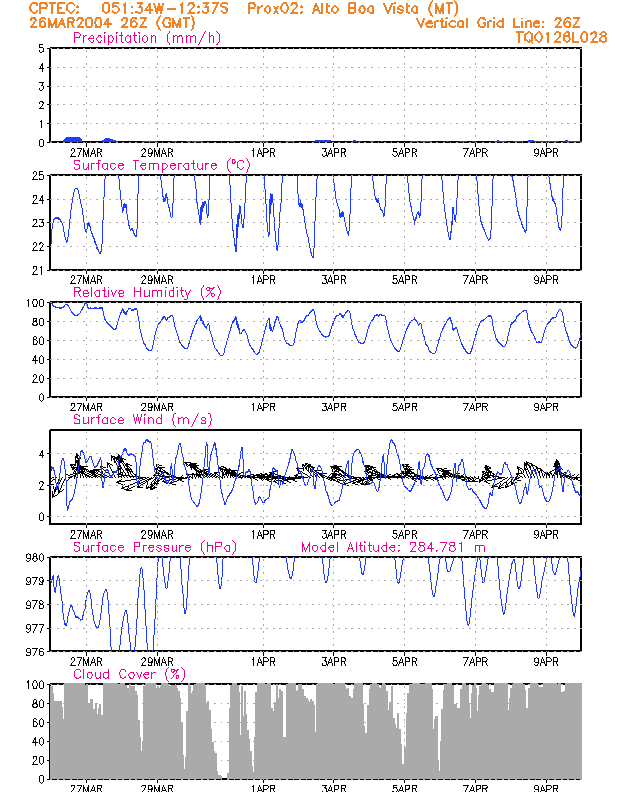 CPTEC: 051:34W-12:37S Prox02: Alto Boa Vista (MT)
26MAR2004 26Z (GMT) Vertical Grid Line: 26Z
Precipitation (mm/h) TQ0126L028
5
4
3
2
1
0
27MAR 29MAR 1APR 3APR 5APR 7APR 9APR
Surface Temperature (°C)
25
24
23
22
21
27MAR 29MAR 1APR 3APR 5APR 7APR 9APR
Relative Humidity (%)
100
80
60
40
20
0
27MAR 29MAR 1APR 3APR 5APR 7APR 9APR
Surface Wind (m/s)
4
2
0
27MAR 29MAR 1APR 3APR 5APR 7APR 9APR
Surface Pressure (hPa) Model Altitude: 284.781 m
980
979
978
977
976
27MAR 29MAR 1APR 3APR 5APR 7APR 9APR
Cloud Cover (%)
100
80
60
40
20
0
27MAR 29MAR 1APR 3APR 5APR 7APR 9APR